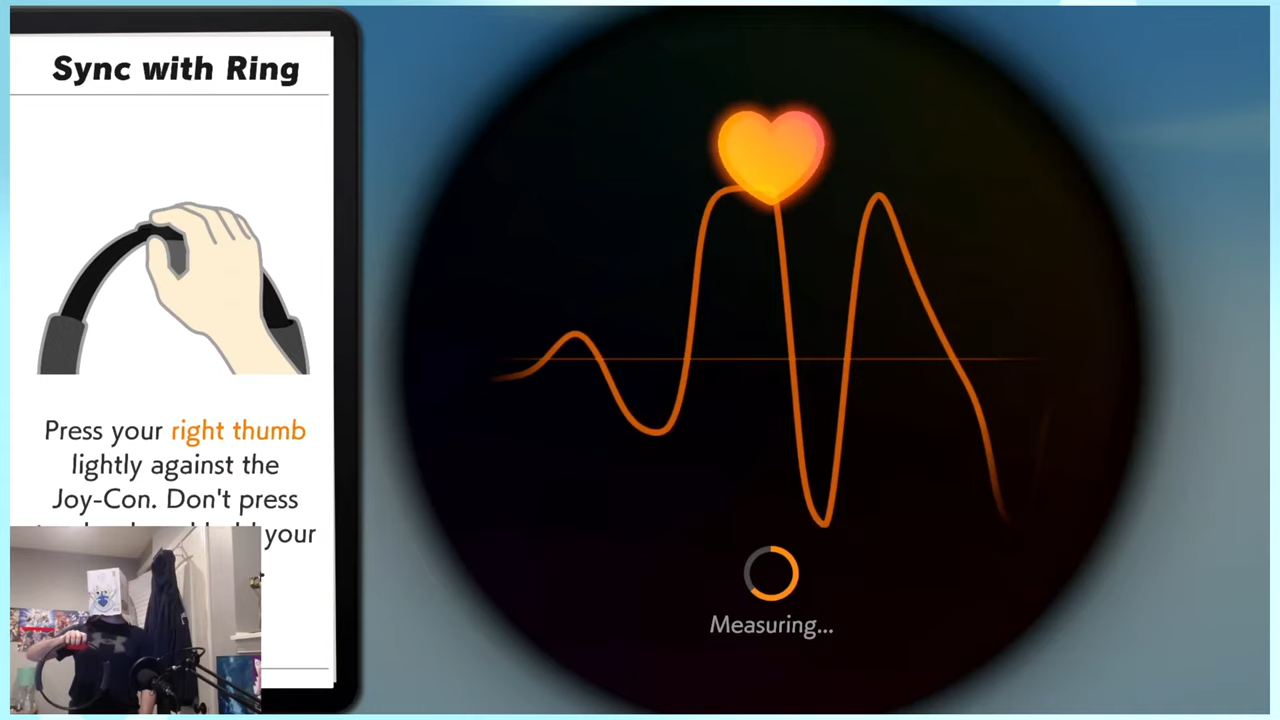 Sync with Ring
Press your right thumb
lightly against the
Joy-Con. Don't press
your
Measuring...